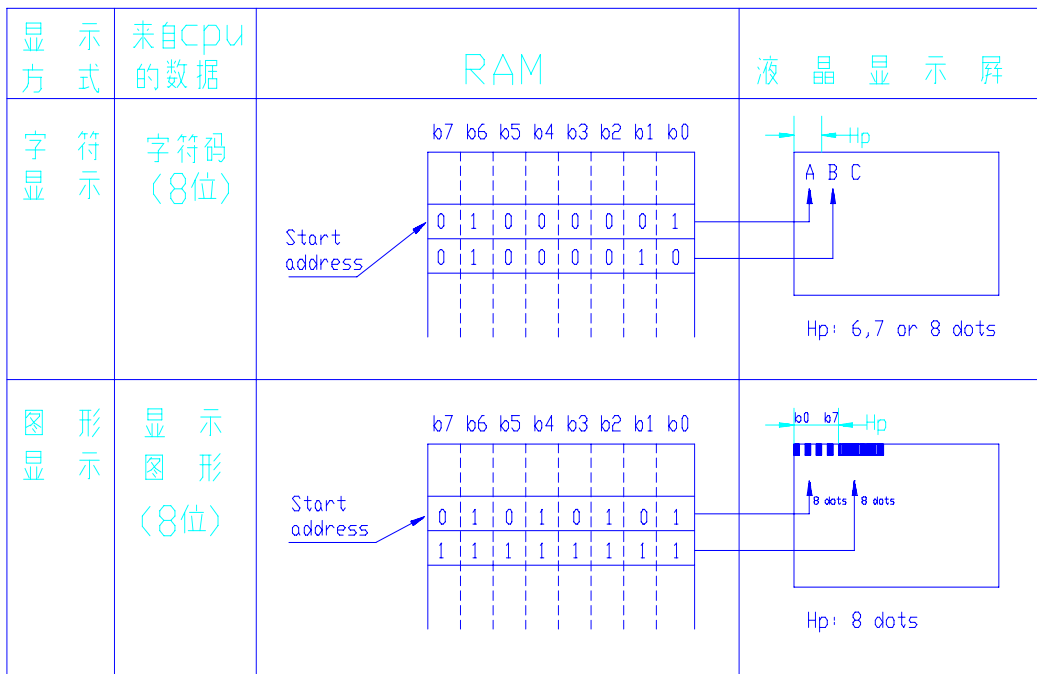 显 示
方 式
来自cpu
的数据
RAM
液 晶 显 示 屏
字 符
显 示
字符码
(8位)
b7 b6 b5 b4 b3 b2 b1 b0
0 1 0 0 0 0 0 1
0 1 0 0 0 0 1 0
Start
address
Hp
A B C
Hp: 6,7 or 8 dots
图 形
显 示
显 示
图 形
(8位)
b7 b6 b5 b4 b3 b2 b1 b0
0 1 0 1 0 1 0 1
1 1 1 1 1 1 1 1
Start
address
b0 b7
Hp
8 dots 8 dots
Hp: 8 dots